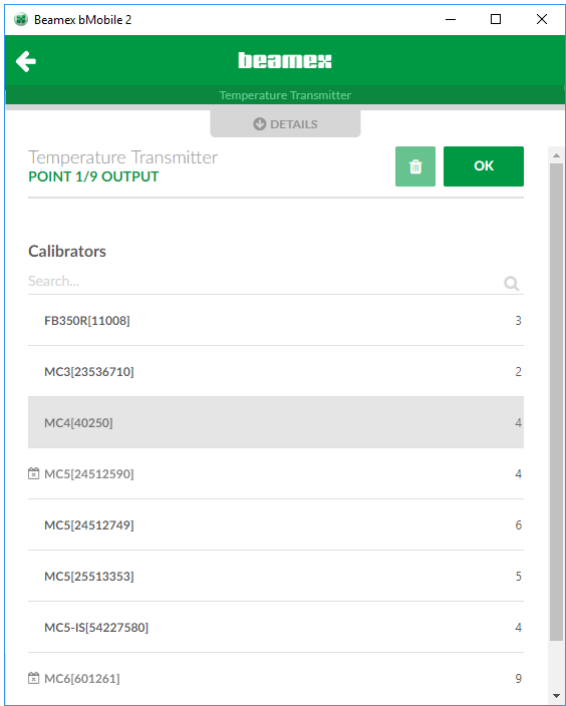 Beamex bMobile 2
beamex
Temperature Transmitter
DETAILS
Temperature Transmitter
POINT 1/9 OUTPUT
OK
Calibrators
Search...
FB350R[11008] 3
MC3[23536710] 2
MC4[40250] 4
MC5[24512590] 4
MC5[24512749] 6
MC5[25513353] 5
MC5-IS[54227580] 4
MC6[601261] 9